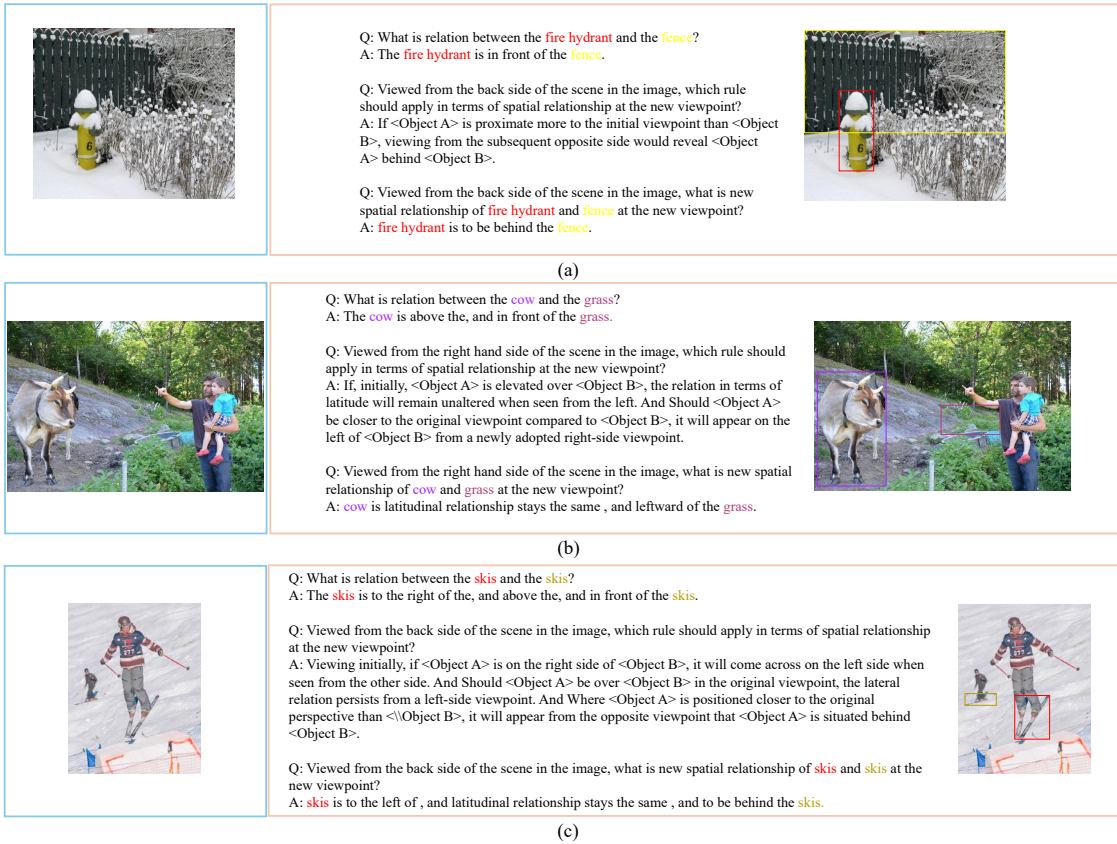 Q: What is relation between the fire hydrant and the fence?
A: The fire hydrant is in front of the fence.
Q: Viewed from the back side of the scene in the image, which rule
should apply in terms of spatial relationship at the new viewpoint?
A: If <Object A> is proximate more to the initial viewpoint than <Object
B>, viewing from the subsequent opposite side would reveal <Object
A> behind <Object B>.
Q: Viewed from the back side of the scene in the image, what is new
spatial relationship of fire hydrant and fence at the new viewpoint?
A: fire hydrant is to be behind the fence.
6
6
(a)
Q: What is relation between the cow and the grass?
A: The cow is above the, and in front of the grass.
Q: Viewed from the right hand side of the scene in the image, which rule should
apply in terms of spatial relationship at the new viewpoint?
A: If, initially, <Object A> is elevated over <Object B>, the relation in terms of
latitude will remain unaltered when seen from the left. And Should <Object A>
be closer to the original viewpoint compared to <Object B>, it will appear on the
left of <Object B> from a newly adopted right-side viewpoint.
Q: Viewed from the right hand side of the scene in the image, what is new spatial
relationship of cow and grass at the new viewpoint?
A: cow is latitudinal relationship stays the same , and leftward of the grass.
(b)
Q: What is relation between the skis and the skis?
A: The skis is to the right of the, and above the, and in front of the skis.
Q: Viewed from the back side of the scene in the image, which rule should apply in terms of spatial relationship
at the new viewpoint?
A: Viewing initially, if <Object A> is on the right side of <Object B>, it will come across on the left side when
seen from the other side. And Should <Object A> be over <Object B> in the original viewpoint, the lateral
relation persists from a left-side viewpoint. And Where <Object A> is positioned closer to the original
perspective than <\\Object B>, it will appear from the opposite viewpoint that <Object A> is situated behind
<Object B>.
Q: Viewed from the back side of the scene in the image, what is new spatial relationship of skis and skis at the
new viewpoint?
A: skis is to the left of , and latitudinal relationship stays the same , and to be behind the skis.
277
277
(c)